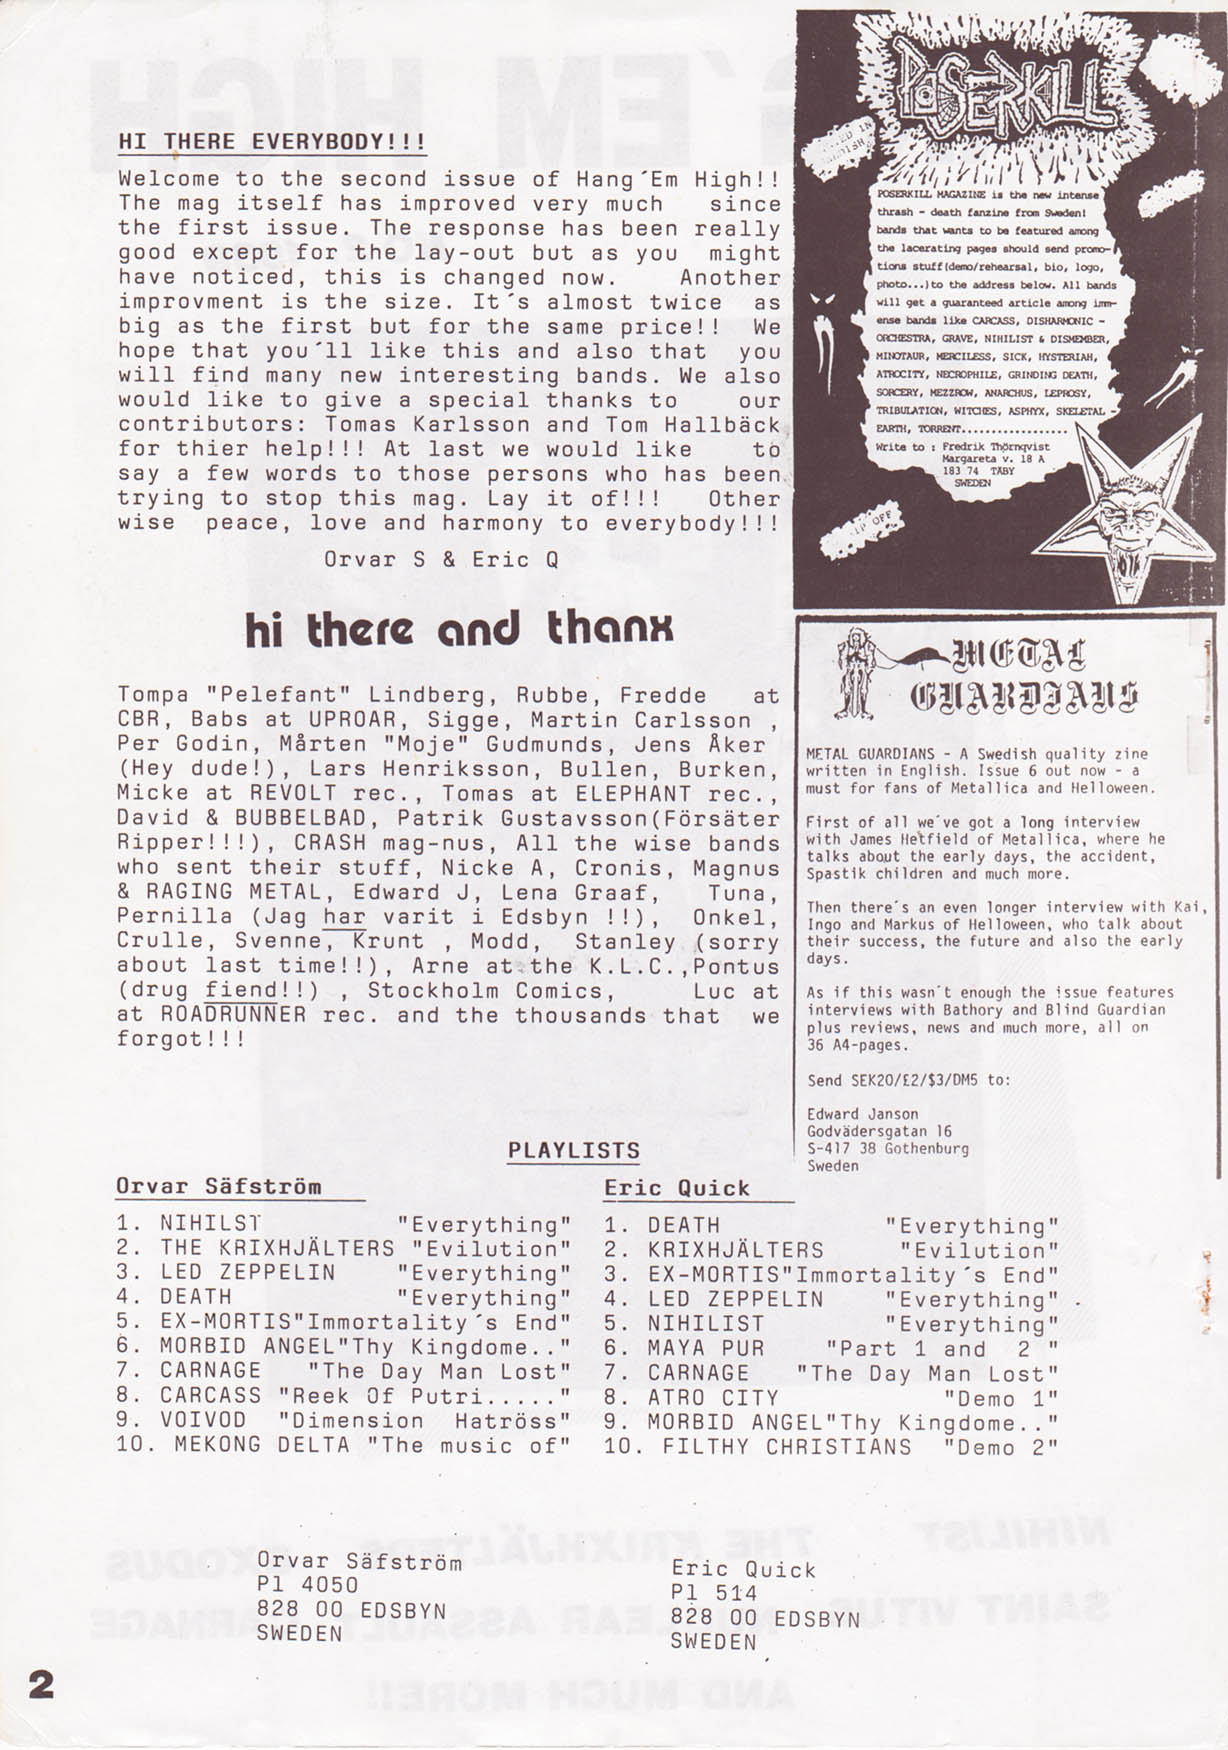 HI THERE EVERYBODY!!!
Welcome to the second issue of Hang´Em High!!
The mag itself has improved very much since
the first issue. The response has been really
good except for the lay-out but as you might
have noticed, this is changed now. Another
improvment is the size. It´s almost twice as
big as the first but for the same price!! We
hope that you´ll like this and also that you
will find many new interesting bands. We also
would like to give a special thanks to our
contributors: Tomas Karlsson and Tom Hallbäck
for thier help!!! At last we would like to
say a few words to those persons who has been
trying to stop this mag. Lay it of!!! Other
wise peace, love and harmony to everybody!!!
Orvar S & Eric Q
hi there and thanx
Tompa "Pelefant" Lindberg, Rubbe, Fredde at
CBR, Babs at UPROAR, Sigge, Martin Carlsson ,
Per Godin, Mårten "Moje" Gudmunds, Jens Åker
(Hey dude!), Lars Henriksson, Bullen, Burken,
Micke at REVOLT rec., Tomas at ELEPHANT rec.,
David & BUBBELBAD, Patrik Gustavsson(Försäter
Ripper!!!), CRASH mag-nus, All the wise bands
who sent their stuff, Nicke A, Cronis, Magnus
& RAGING METAL, Edward J, Lena Graaf, Tuna,
Pernilla (Jag har varit i Edsbyn !!), Onkel,
Crulle, Svenne, Krunt , Modd, Stanley (sorry
about last time!!), Arne at the K.L.C.,Pontus
(drug fiend!!) , Stockholm Comics, Luc at
at ROADRUNNER rec. and the thousands that we
forgot!!!
POSERKILL
POSERKILL MAGAZINE is the new intense
thrash - death fanzine from Sweden!
bands that wants to be featured among
the lacerating pages should send promo-
tions stuff(demo/rehearsal, bio, logo,
photo...)to the address below. All bands
will get a guaranteed article among imm-
ense bands like CARCASS, DISHARMONIC -
ORCHESTRA, GRAVE, NIHILIST & DISMEMBER,
MINOTAUR, MERCILESS, SICK, HYSTERIAH,
ATROCITY, NECROPHILE, GRINDING DEATH,
SORCERY, MEZZROW, ANARCHUS, LEPROSY,
TRIBULATION, WITCHES, ASPHYX, SKELETAL -
EARTH, TORRENT.................
Write to : Fredrik Thörnqvist
Margareta v. 18 A
183 74 TÄBY
SWEDEN
METAL
GUARDIANS
METAL GUARDIANS - A Swedish quality zine
written in English. Issue 6 out now - a
must for fans of Metallica and Helloween.
First of all we´ve got a long interview
with James Hetfield of Metallica, where he
talks about the early days, the accident,
Spastik children and much more.
Then there´s an even longer interview with Kai,
Ingo and Markus of Helloween, who talk about
their success, the future and also the early
days.
As if this wasn´t enough the issue features
interviews with Bathory and Blind Guardian
plus reviews, news and much more, all on
36 A4-pages.
Send SEK20/£2/$3/DM5 to:
Edward Janson
Godvädersgatan 16
S-417 38 Gothenburg
Sweden
PLAYLISTS
Orvar Säfström
1. NIHILST "Everything"
2. THE KRIXHJÄLTERS "Evilution"
3. LED ZEPPELIN "Everything"
4. DEATH "Everything"
5. EX-MORTIS"Immortality´s End"
6. MORBID ANGEL"Thy Kingdome.."
7. CARNAGE "The Day Man Lost"
8. CARCASS "Reek Of Putri....."
9. VOIVOD "Dimension Hatröss"
10. MEKONG DELTA "The music of"
Eric Quick
1. DEATH "Everything"
2. KRIXHJÄLTERS "Evilution"
3. EX-MORTIS"Immortality´s End"
4. LED ZEPPELIN "Everything"
5. NIHILIST "Everything"
6. MAYA PUR "Part 1 and 2 "
7. CARNAGE "The Day Man Lost"
8. ATRO CITY "Demo 1"
9. MORBID ANGEL"Thy Kingdome.."
10. FILTHY CHRISTIANS "Demo 2"
Orvar Säfström
Pl 4050
828 00 EDSBYN
SWEDEN
Eric Quick
Pl 514
828 00 EDSBYN
SWEDEN
2